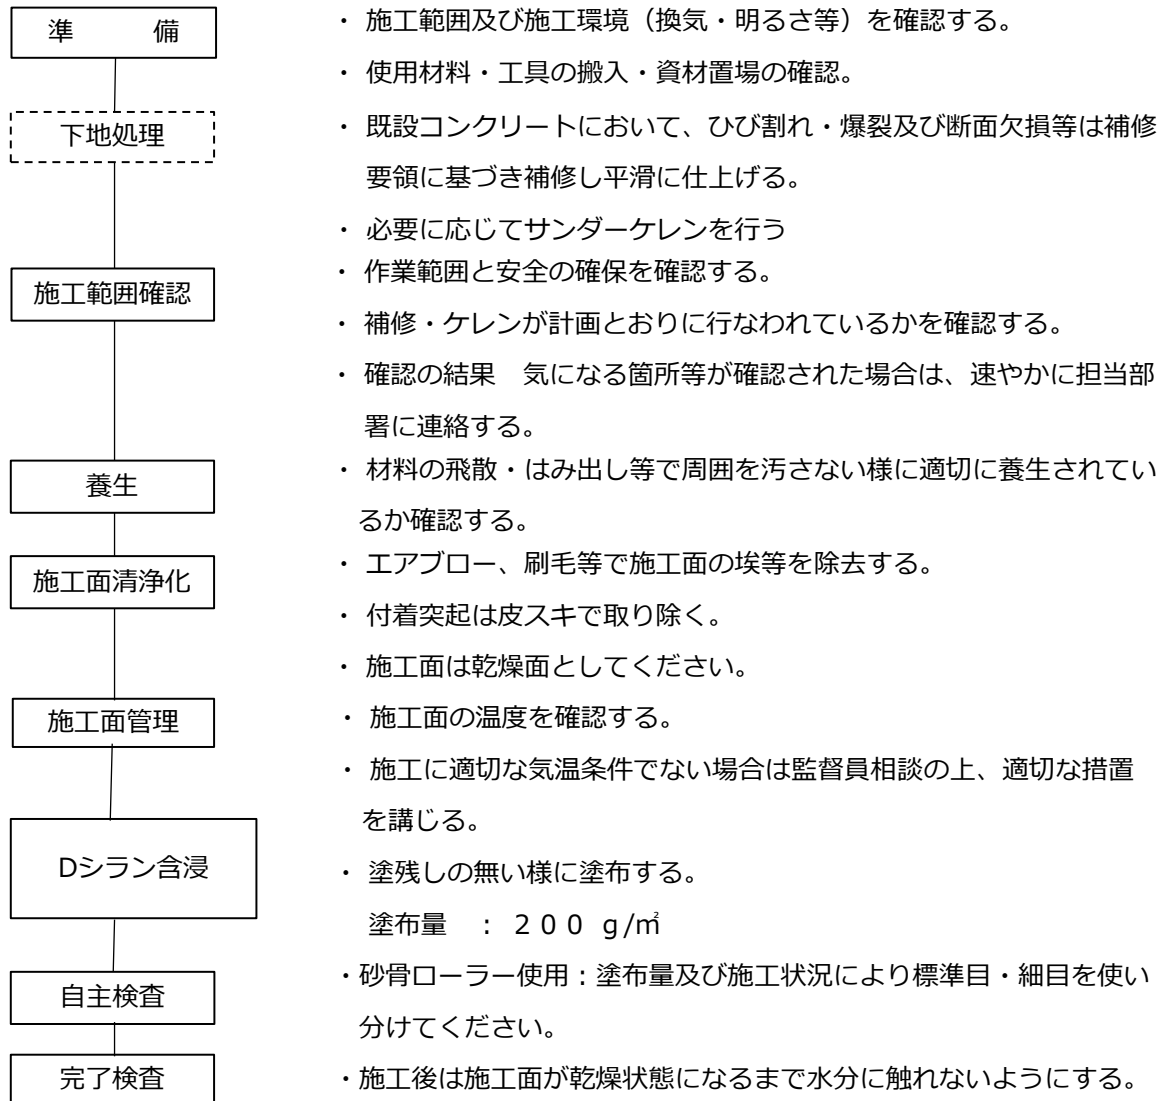 準　　備
・ 施工範囲及び施工環境（換気・明るさ等）を確認する。
・ 使用材料・工具の搬入・資材置場の確認。
下地処理
・ 既設コンクリートにおいて、ひび割れ・爆裂及び断面欠損等は補修
要領に基づき補修し平滑に仕上げる。
・ 必要に応じてサンダーケレンを行う
施工範囲確認
・ 作業範囲と安全の確保を確認する。
・ 補修・ケレンが計画とおりに行なわれているかを確認する。
・ 確認の結果　気になる箇所等が確認された場合は、速やかに担当部
署に連絡する。
養生
・ 材料の飛散・はみ出し等で周囲を汚さない様に適切に養生されてい
るか確認する。
施工面清浄化
・ エアブロー、刷毛等で施工面の埃等を除去する。
・ 付着突起は皮スキで取り除く。
・ 施工面は乾燥面としてください。
施工面管理
・ 施工面の温度を確認する。
・ 施工に適切な気温条件でない場合は監督員相談の上、適切な措置
を講じる。
Dシラン含浸
・ 塗残しの無い様に塗布する。
塗布量　：２００ｇ/㎡
自主検査
・砂骨ローラー使用：塗布量及び施工状況により標準目・細目を使い
分けてください。
完了検査
・施工後は施工面が乾燥状態になるまで水分に触れないようにする。